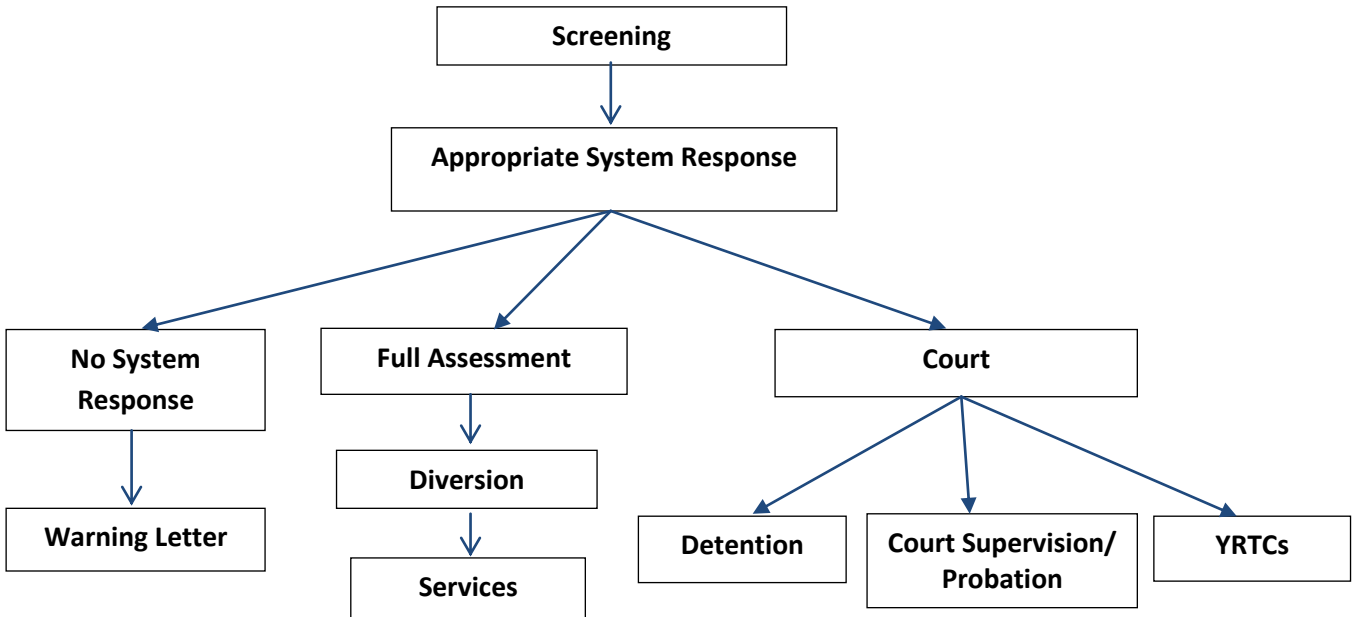 Screening
Appropriate System Response
No System
Response
Full Assessment
Court
Diversion
Warning Letter
Detention
Court Supervision/
Probation
YRTCs
Services